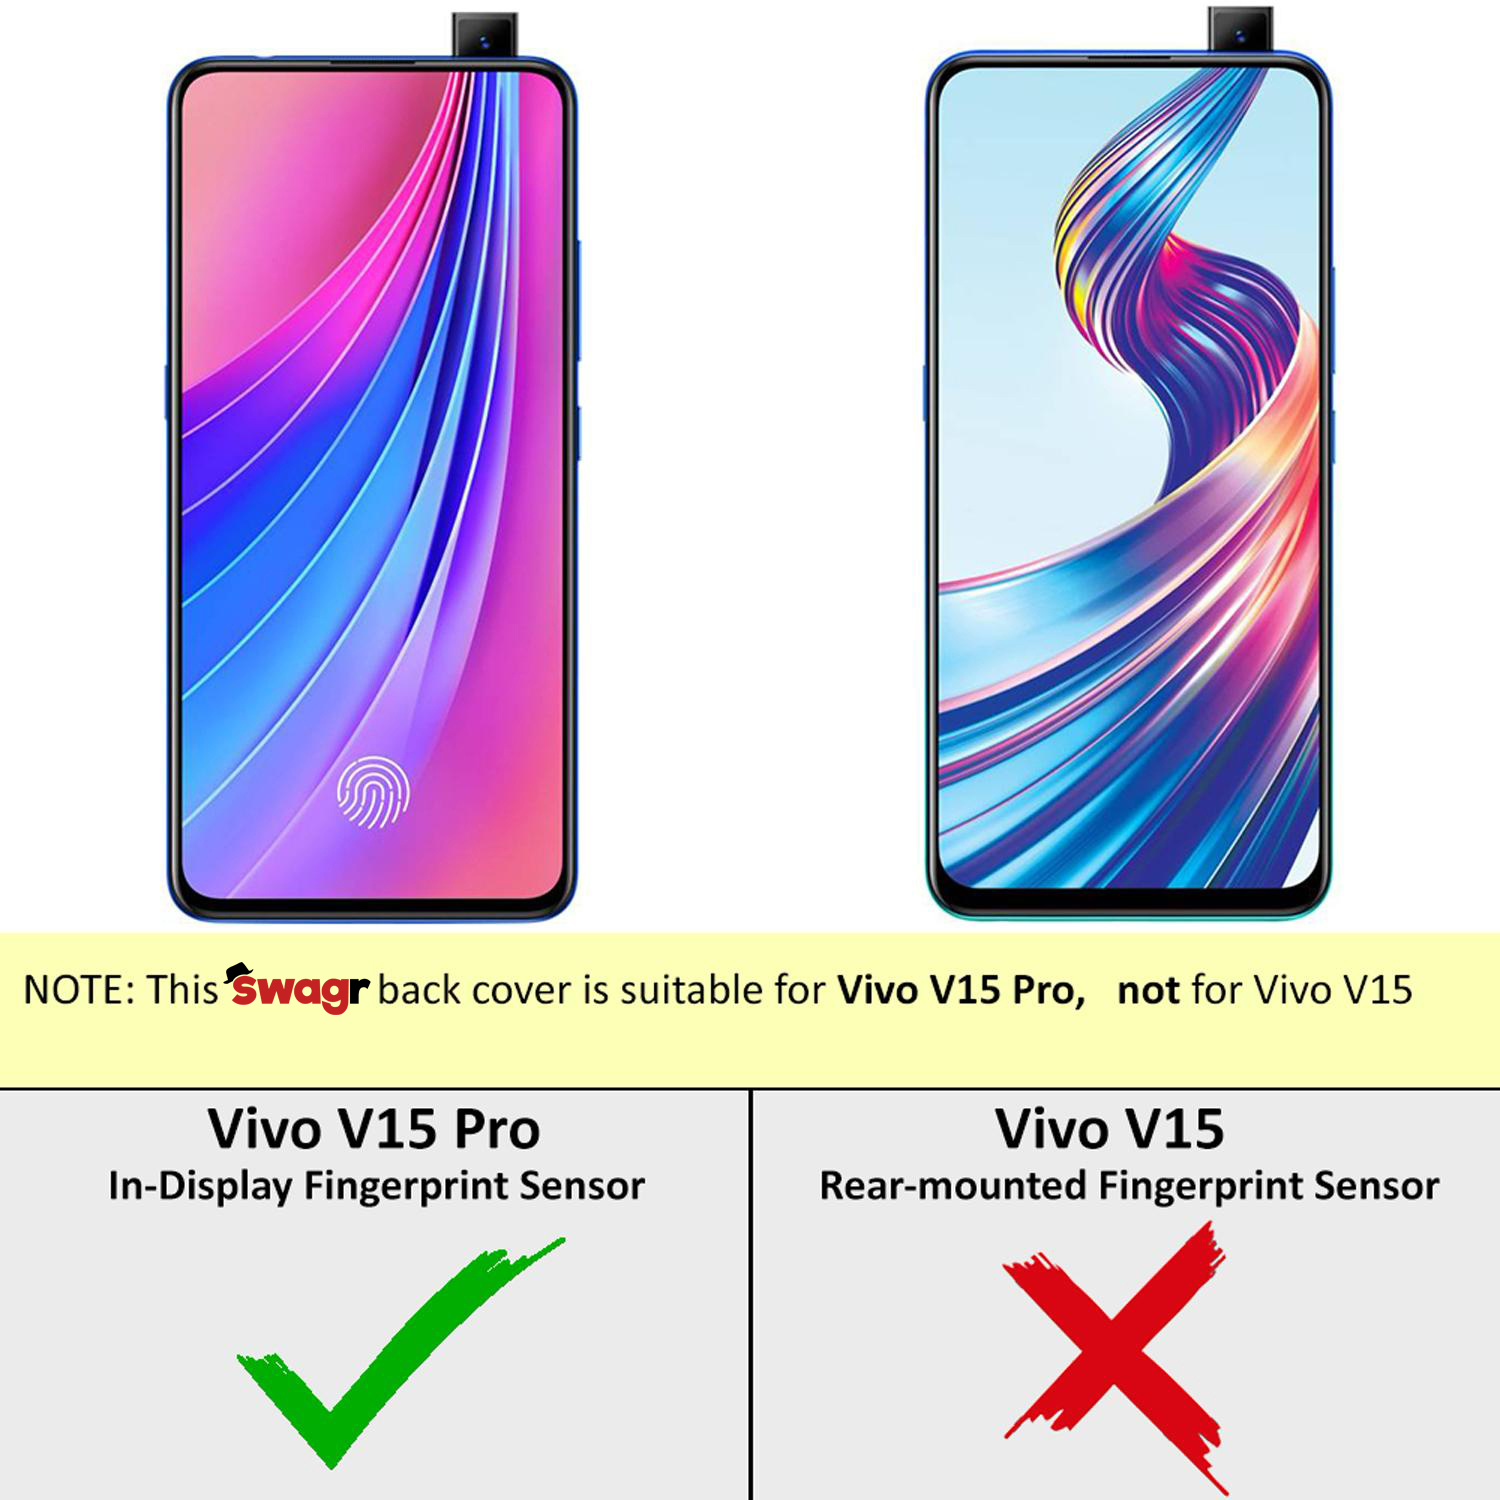 NOTE: This swagr back cover is suitable for Vivo V15 Pro, not for Vivo V15
Vivo V15 Pro
In-Display Fingerprint Sensor
Vivo V15
Rear-mounted Fingerprint Sensor